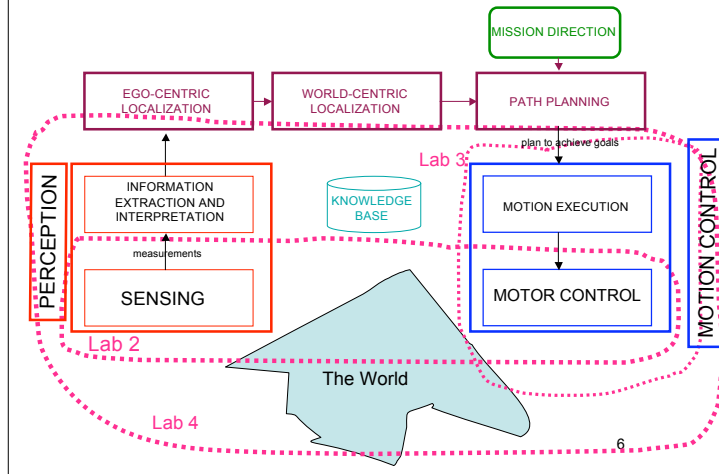 MISSION DIRECTION
EGO-CENTRIC
LOCALIZATION
WORLD-CENTRIC
LOCALIZATION
PATH PLANNING
plan to achieve goals
Lab 3
PERCEPTION
INFORMATION
EXTRACTION AND
INTERPRETATION
KNOWLEDGE
BASE
MOTION EXECUTION
MOTION CONTROL
measurements
SENSING
MOTOR CONTROL
Lab 2
The World
Lab 4
6